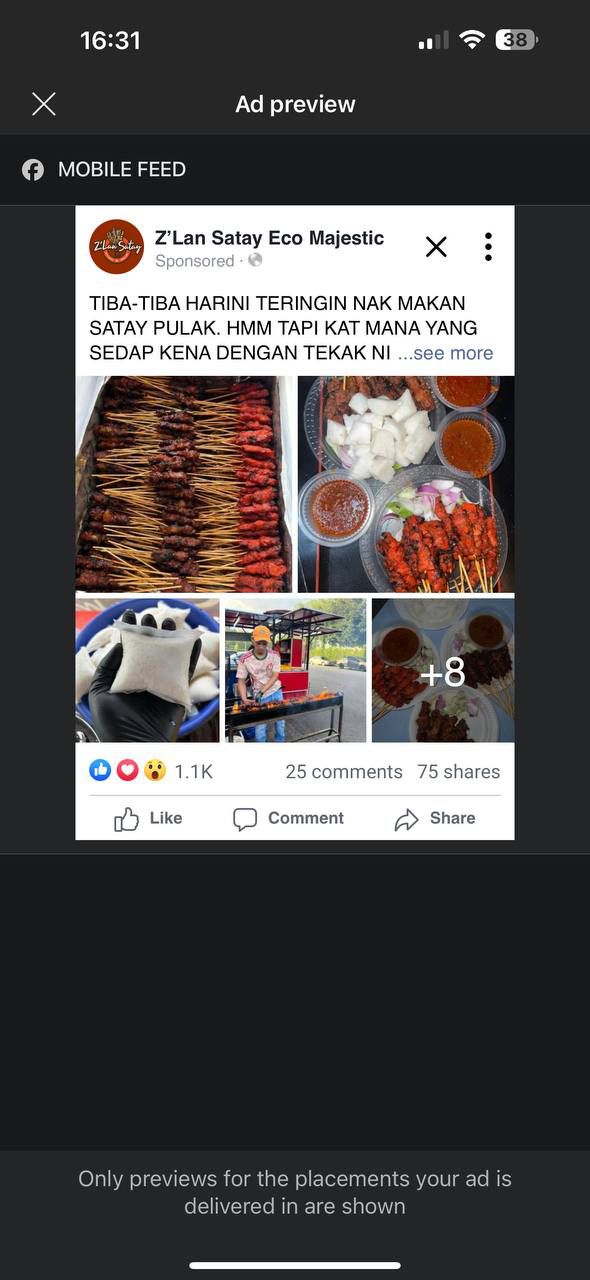 16:31
38
Ad preview
MOBILE FEED
Z'Lan Satay
Z'Lan Satay Eco Majestic
Sponsored ·
TIBA-TIBA HARINI TERINGIN NAK MAKAN
SATAY PULAK. HMM TAPI KAT MANA YANG
SEDAP KENA DENGAN TEKAK NI ...see more
+8
1.1K 25 comments 75 shares
Like Comment Share
Only previews for the placements your ad is
delivered in are shown